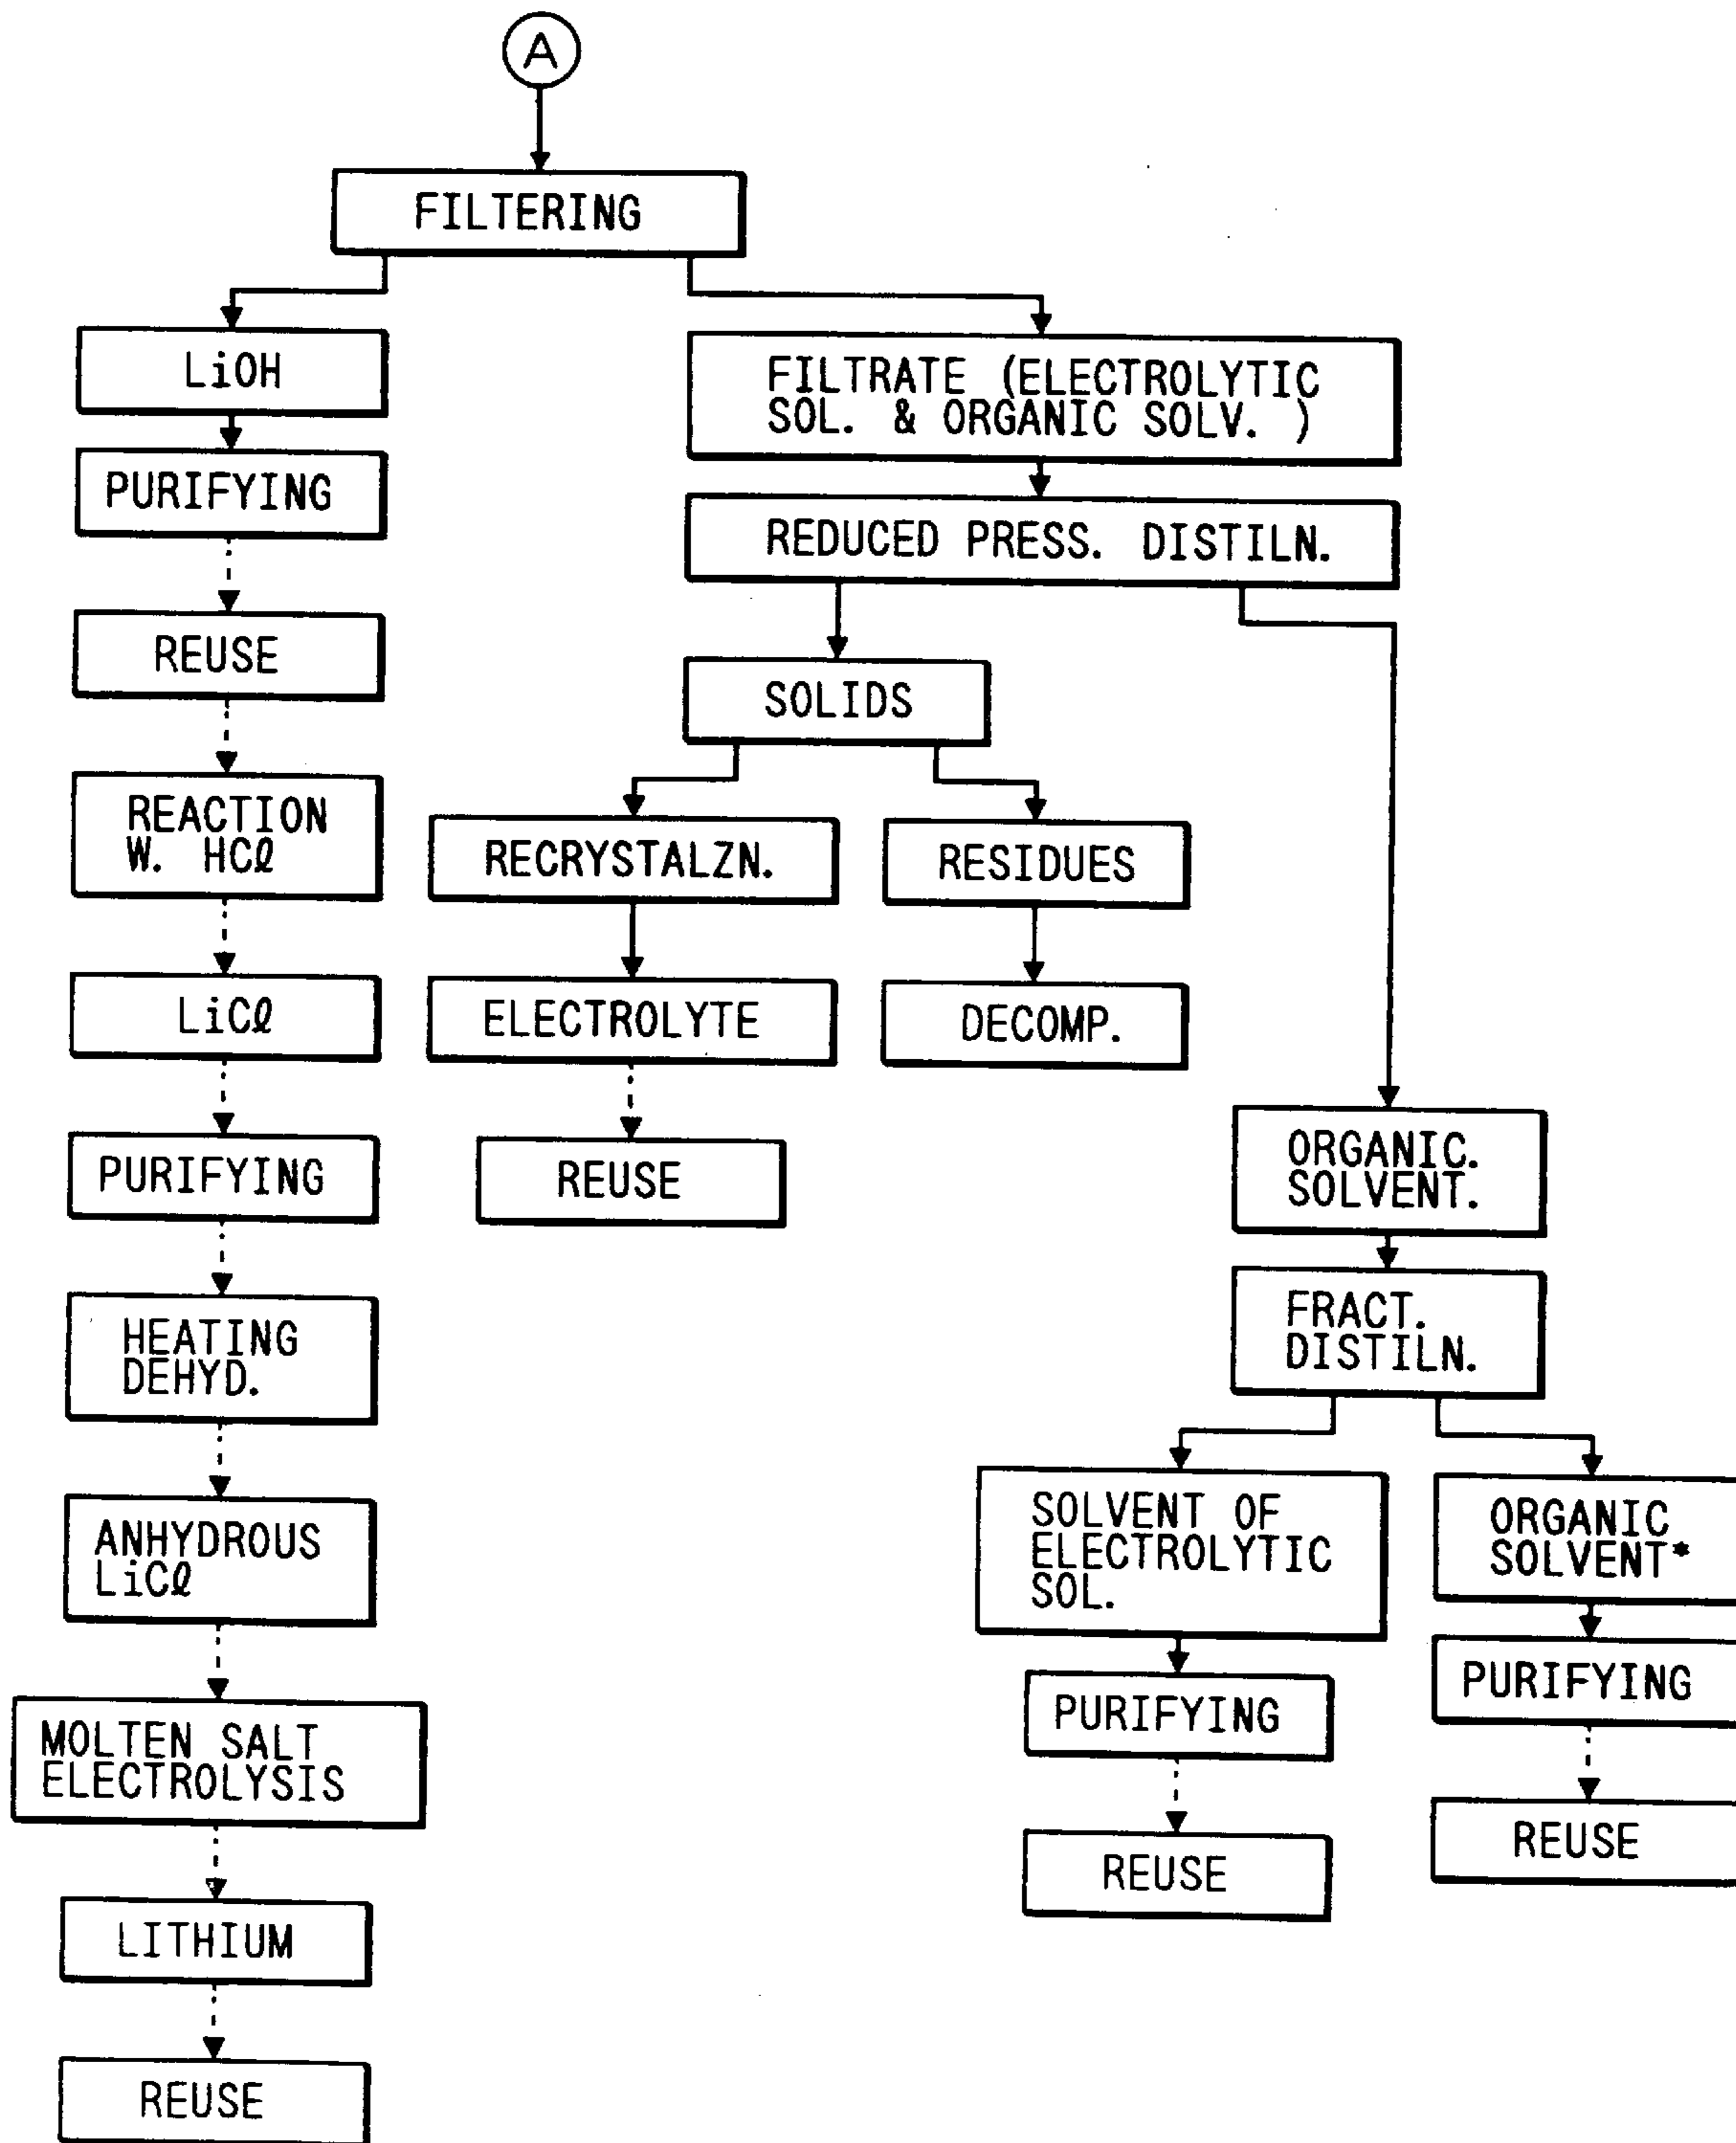 A
FILTERING
LiOH
PURIFYING
REUSE
REACTION
W. HCℓ
LiCℓ
PURIFYING
HEATING
DEHYD.
ANHYDROUS
LiCℓ
MOLTEN SALT
ELECTROLYSIS
LITHIUM
REUSE
FILTRATE (ELECTROLYTIC
SOL. & ORGANIC SOLV. )
REDUCED PRESS. DISTILN.
SOLIDS
RECRYSTALZN.
ELECTROLYTE
REUSE
RESIDUES
DECOMP.
ORGANIC.
SOLVENT.
FRACT.
DISTILN.
SOLVENT OF
ELECTROLYTIC
SOL.
PURIFYING
REUSE
ORGANIC
SOLVENT*
PURIFYING
REUSE